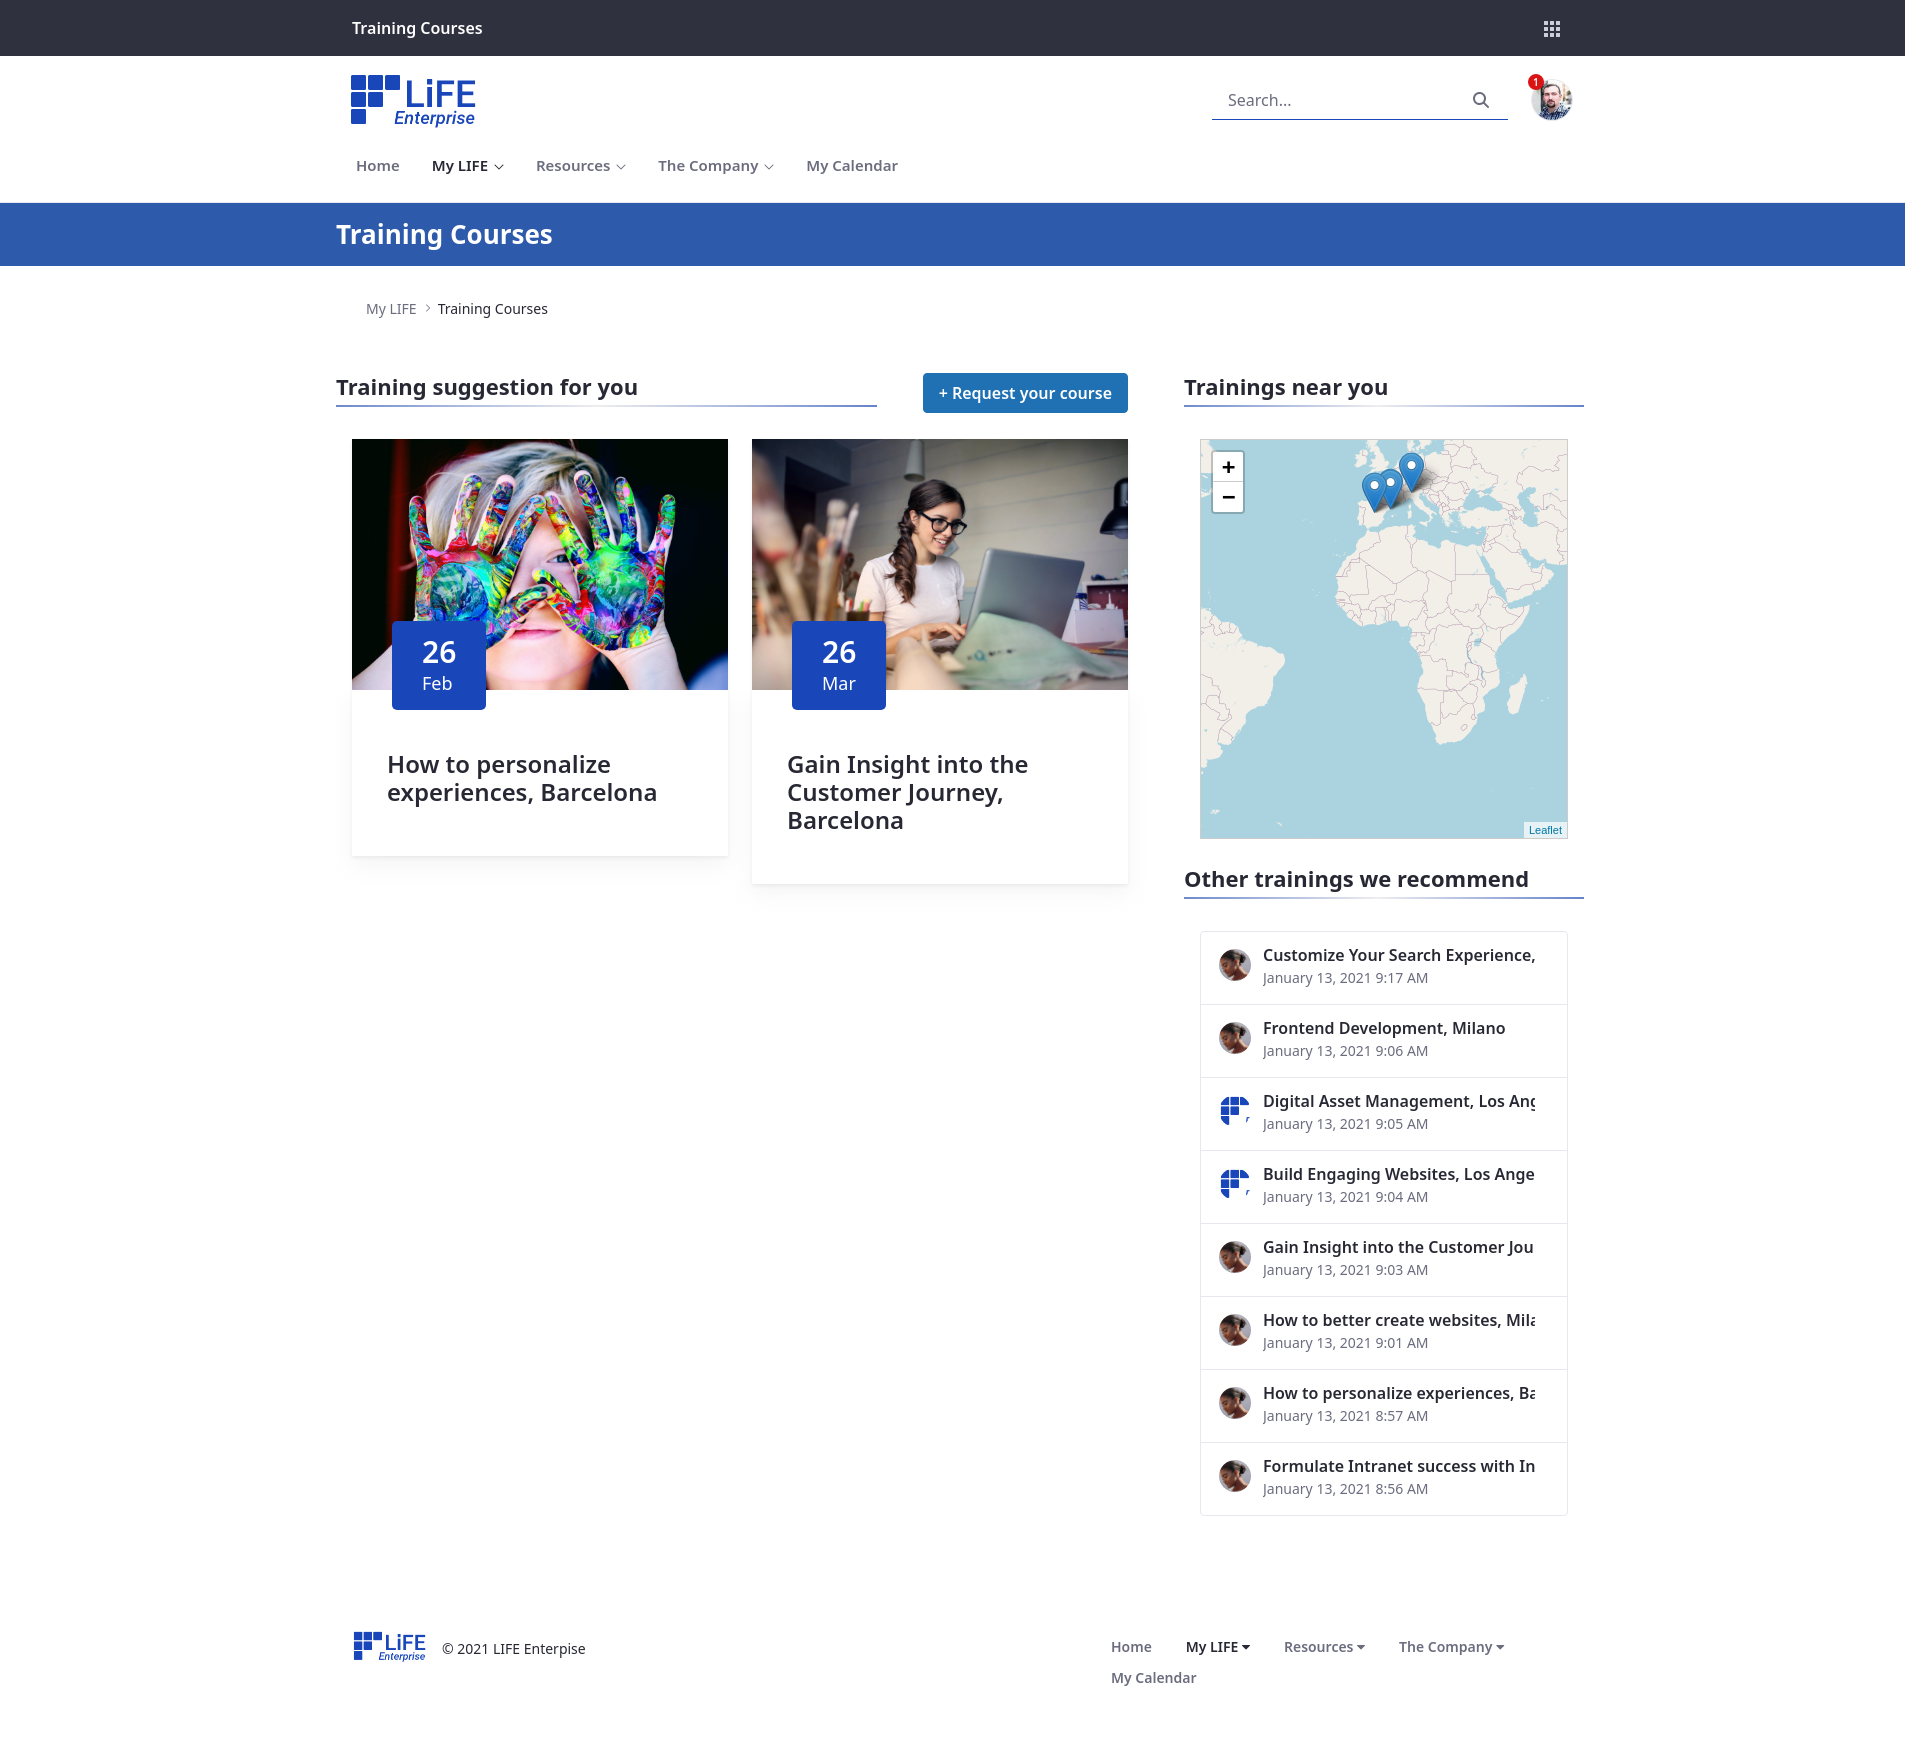 Training Courses
LiFE
Enterprise
Search...
1
Home
My LIFE
Resources
The Company
My Calendar
Training Courses
My LIFE
Training Courses
Training suggestion for you
+ Request your course
26
Feb
How to personalize
experiences, Barcelona
26
Mar
Gain Insight into the
Customer Journey,
Barcelona
Trainings near you
+
−
Leaflet
Other trainings we recommend
Customize Your Search Experience,
January 13, 2021 9:17 AM
Frontend Development, Milano
January 13, 2021 9:06 AM
Digital Asset Management, Los Ang
January 13, 2021 9:05 AM
Build Engaging Websites, Los Ange
January 13, 2021 9:04 AM
Gain Insight into the Customer Jou
January 13, 2021 9:03 AM
How to better create websites, Mila
January 13, 2021 9:01 AM
How to personalize experiences, Ba
January 13, 2021 8:57 AM
Formulate Intranet success with In
January 13, 2021 8:56 AM
LiFE
Enterprise
© 2021 LIFE Enterpise
Home
My LIFE
Resources
The Company
My Calendar